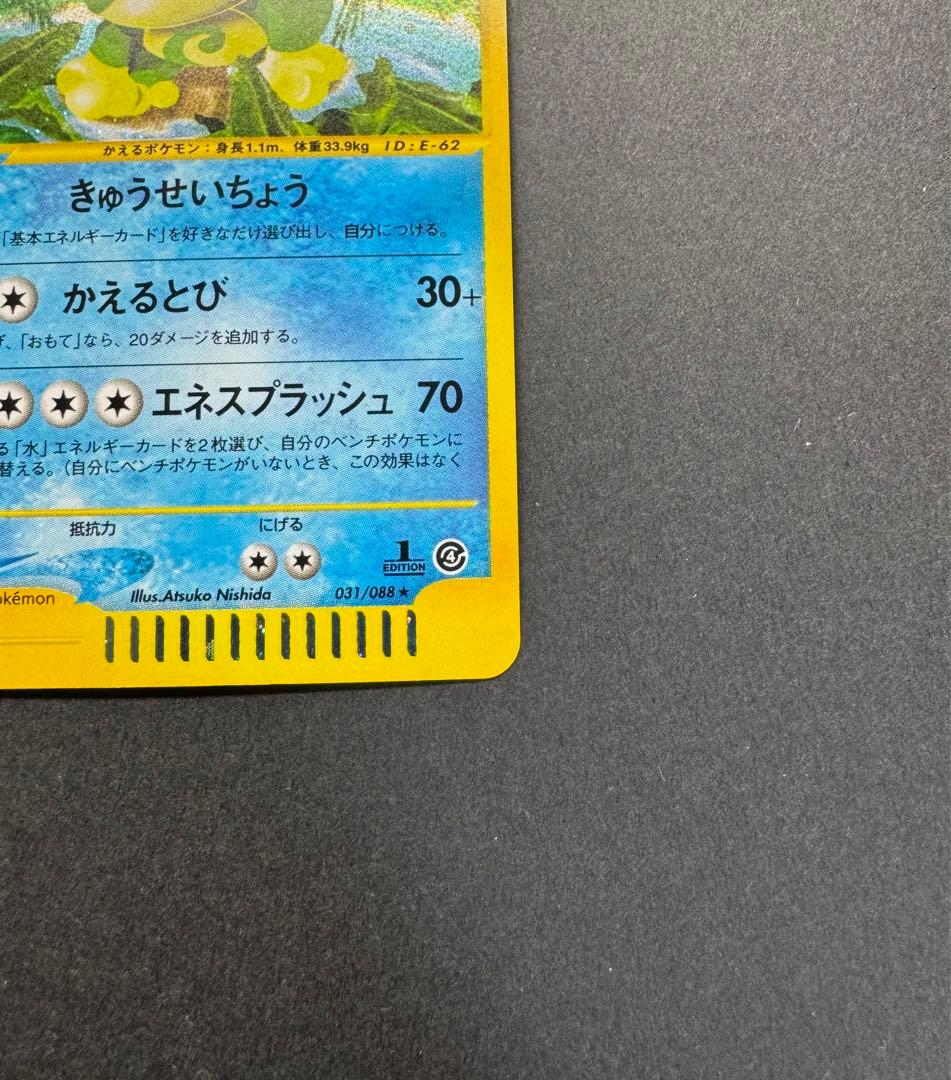 かえるポケモン：身長1.1m、体重33.9kg ID:E-62
きゅうせいちょう
「基本エネルギーカード」を好きなだけ選び出し、自分につける。
かえるとび 30+
、「おもて」なら、20ダメージを追加する。
エネスプラッシュ 70
る「水」エネルギーカードを2枚選び、自分のベンチポケモンに
替える。（自分にベンチポケモンがいないとき、この効果はなく
抵抗力 にげる
1 EDITION 4
okémon Illus.Atsuko Nishida 031/088★